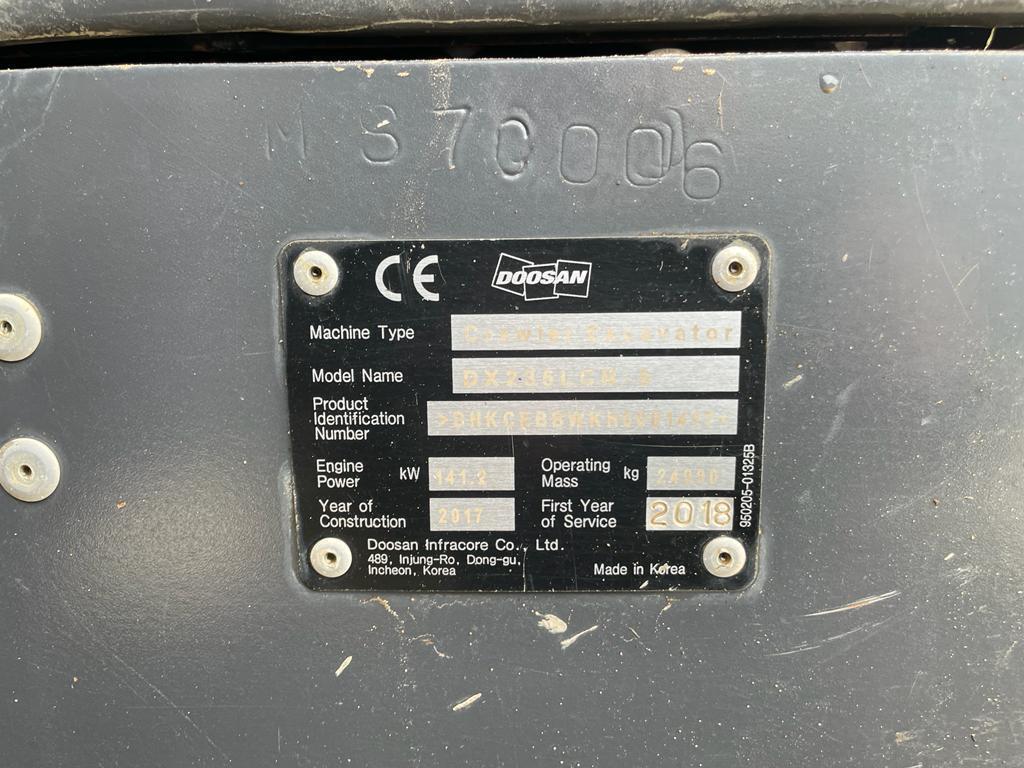 CE DOOSAN
Machine Type Crawler Excavator
Model Name DX235LCN-5
Product
Identification
Number
Engine
Power kW 141.2
Operating
Mass kg
Year of
Construction 2017
First Year
of Service 2018
950205-01325B
Doosan Infracore Co., Ltd.
489, Injung-Ro, Dong-gu,
Incheon, Korea
Made in Korea